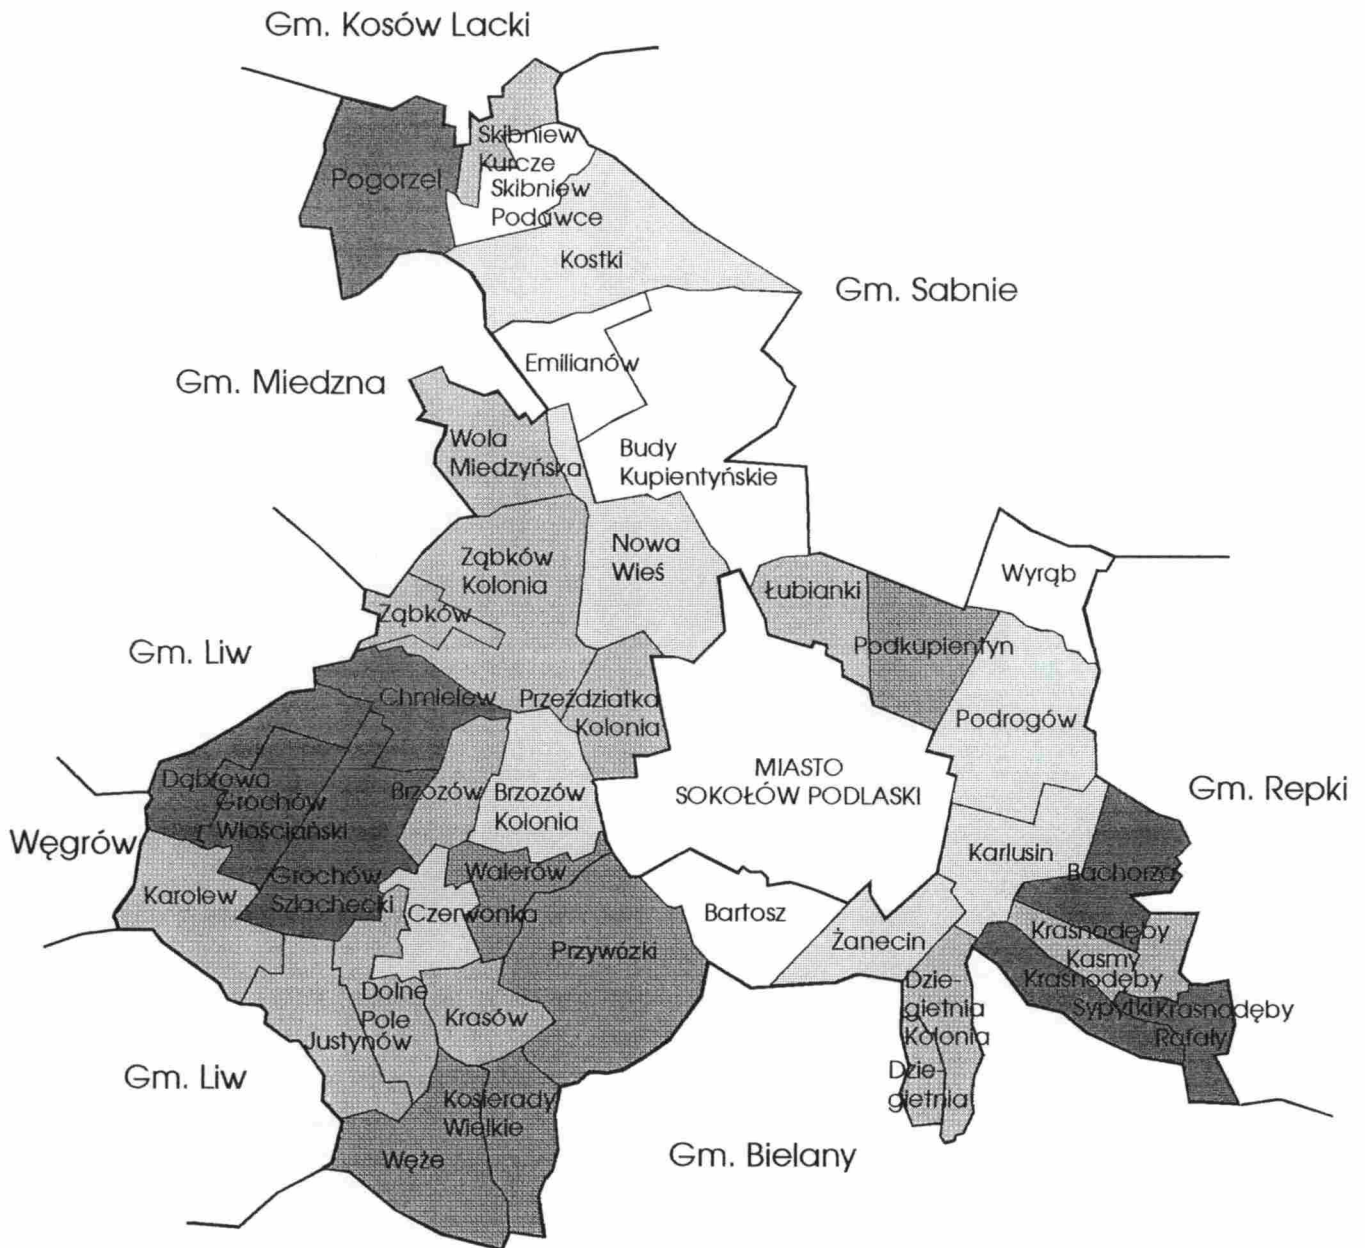 Gm. Kosów Lacki
Skibniew
Kurcze
Pogorzel
Skibniew
Podawce
Kostki
Gm. Sabnie
Emilianów
Gm. Miedzna
Wola
Miedzyńska
Budy
Kupientyńskie
Nowa
Wieś
Ząbków
Kolonia
Wyrąb
Łubianki
Ząbków
Podkupientyn
Gm. Liw
Chmielew
Przeździatka
Kolonia
Podrogów
Dąbrowa
Grochów
Włościański
Brzozów
Brzozów
Kolonia
MIASTO
SOKOŁÓW PODLASKI
Gm. Repki
Węgrów
Karlusin
Walerów
Bachorza
Karolew
Grochów
Szlachecki
Czerwonka
Bartosz
Krasnodęby
Kasmy
Żanecin
Przywózki
Krasnodęby
Sypytki
Dolne
Pole
Krasów
Dzie-
gietnia
Kolonia
Krasnodęby
Rafały
Justynów
Gm. Liw
Dzie-
gietnia
Kosierady
Wielkie
Węże
Gm. Bielany